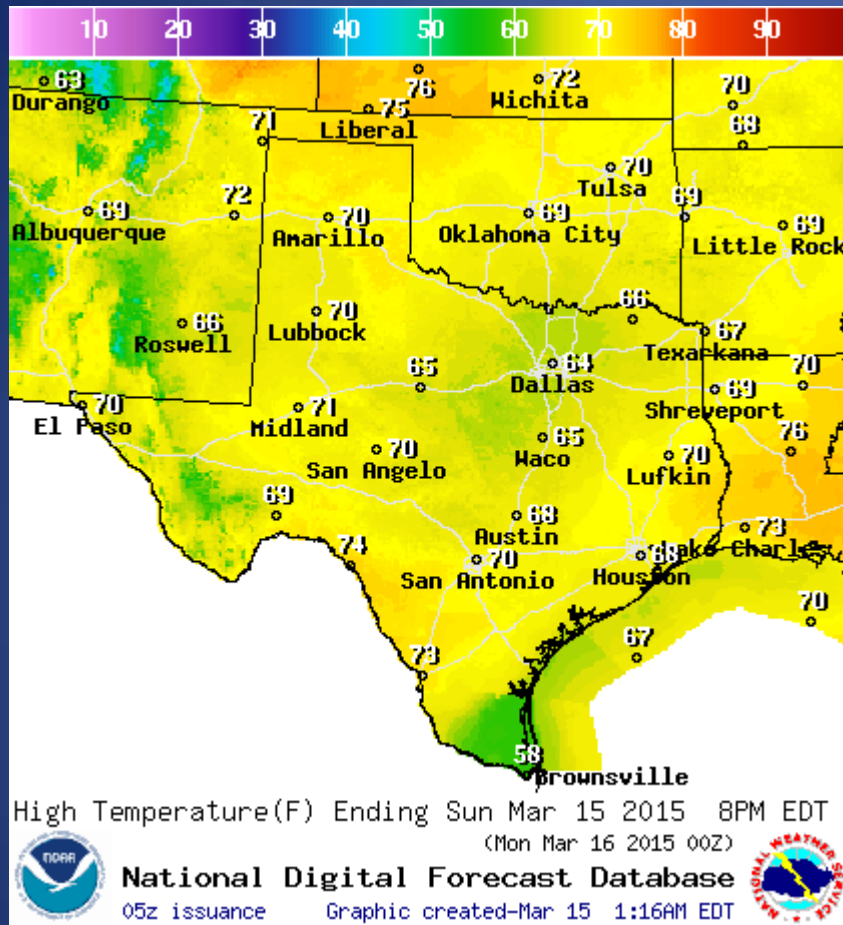 10 20 30 40 50 60 70 80 90
63
Durango
76
72
Wichita
70
75
Liberal
71
68
70
Tulsa
72
69
Albuquerque
70
Amarillo
69
Oklahoma City
69
69
Little Rock
66
Roswell
70
Lubbock
66
67
Texarkana
65
64
Dallas
70
69
Shreveport
70
El Paso
71
Midland
65
Waco
76
70
San Angelo
70
Lufkin
69
68
Austin
73
Lake Charles
74
70
San Antonio
68
Houston
70
73
67
58
Brownsville
High Temperature(F) Ending Sun Mar 15 2015 8PM EDT
(Mon Mar 16 2015 00Z)
NOAA
National Digital Forecast Database
05z issuance Graphic created-Mar 15 1:16AM EDT
NATIONAL WEATHER SERVICE